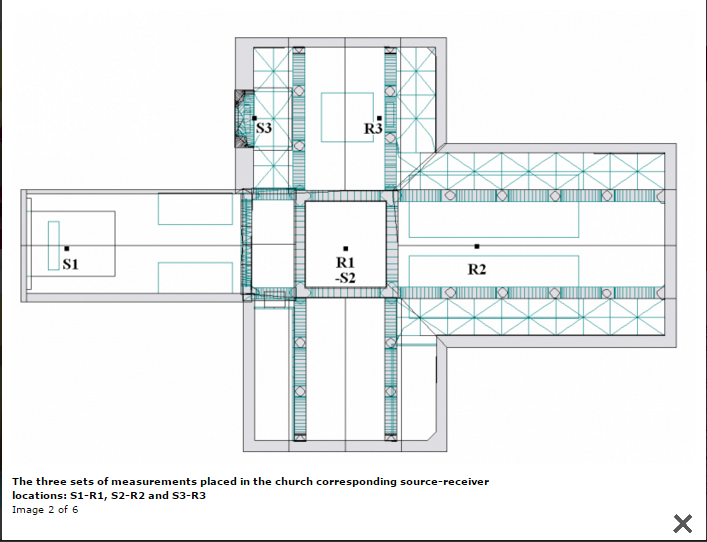 S3
R3
S1
R1
-S2
R2
The three sets of measurements placed in the church corresponding source-receiver
locations: S1-R1, S2-R2 and S3-R3
Image 2 of 6